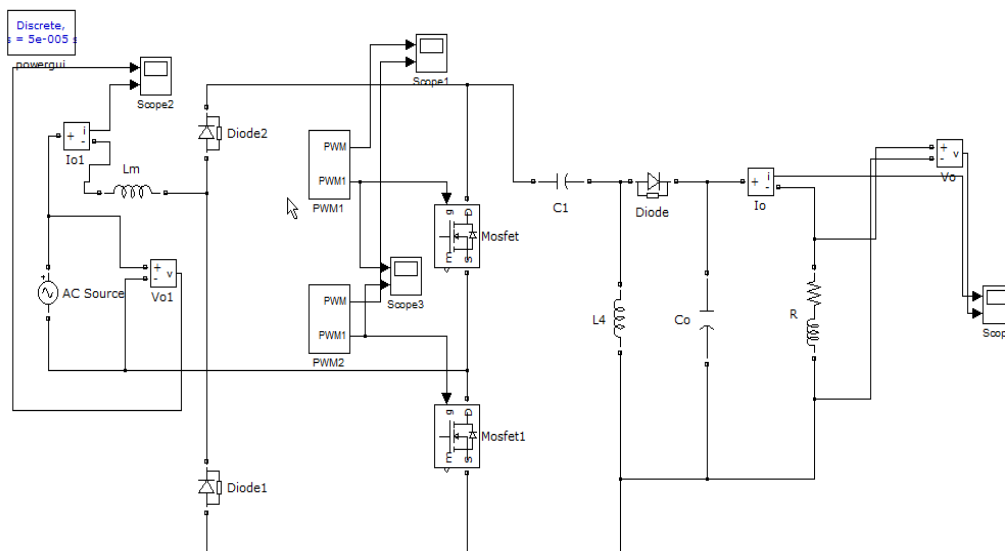 Discrete,
s = 5e-005 s
powergui
Scope2
Scope1
+
-
i
Io1
Lm
Diode2
PWM
PWM1
PWM1
g
D
S
Mosfet
C1
Diode
+
-
i
Io
+
-
v
Vo
AC Source
+
+
-
v
Vo1
Scope3
PWM
PWM1
PWM2
L4
Co
R
Scop
g
D
S
Mosfet1
Diode1